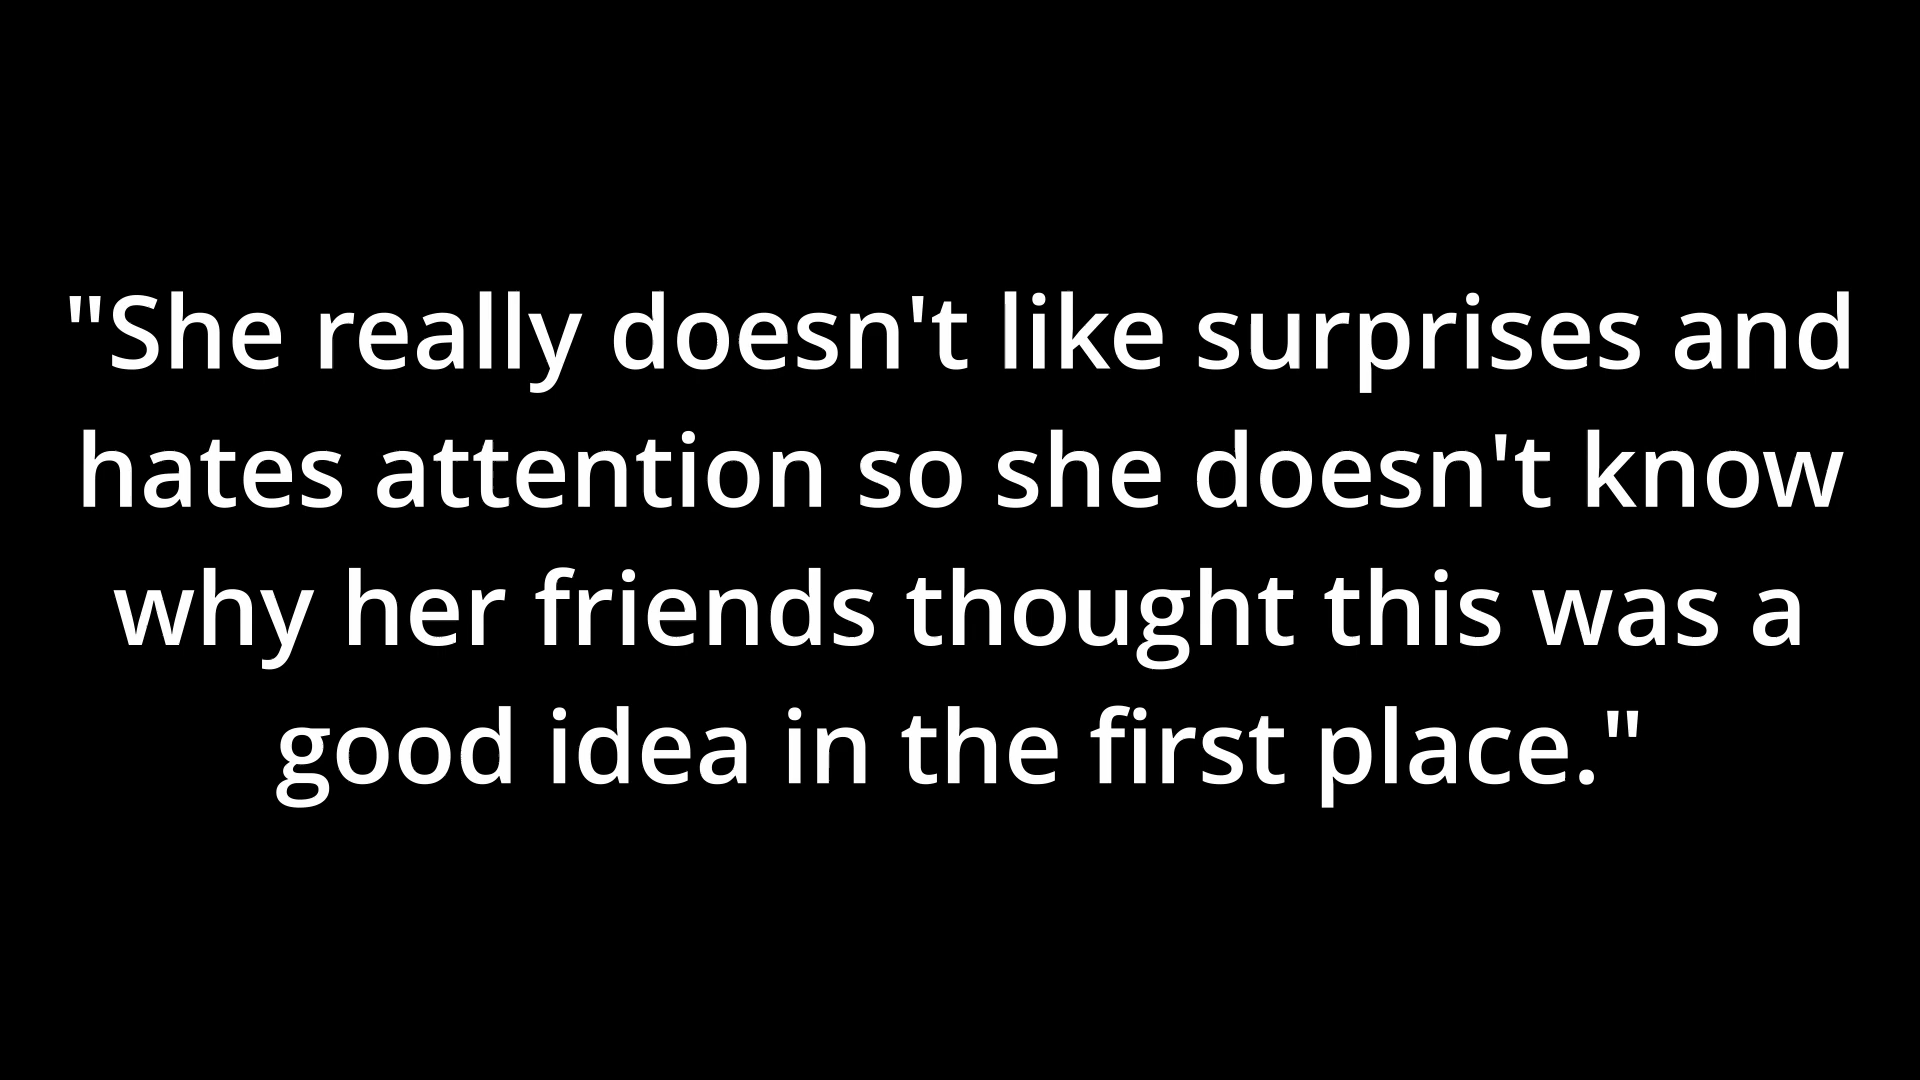 "She really doesn't like surprises and
hates attention so she doesn't know
why her friends thought this was a
good idea in the first place."